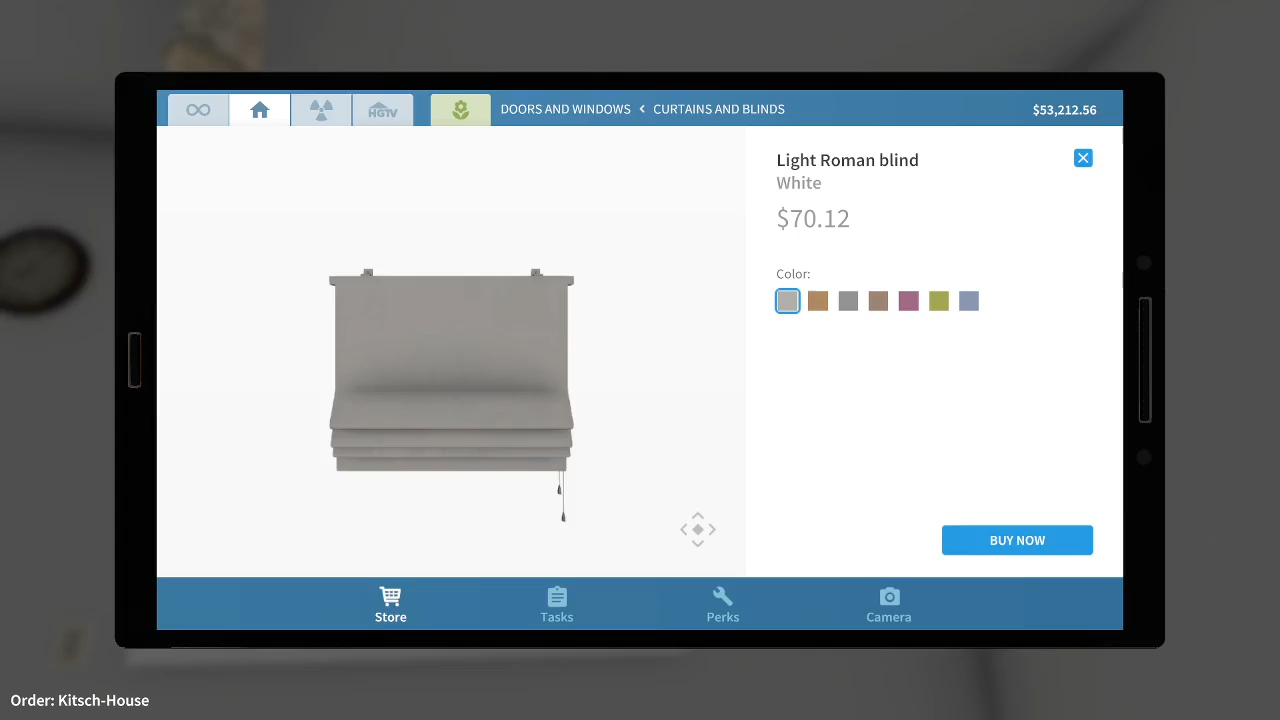 HGTV
DOORS AND WINDOWS < CURTAINS AND BLINDS
$53,212.56
Light Roman blind
White
$70.12
Color:
BUY NOW
Store
Tasks
Perks
Camera
Order: Kitsch-House